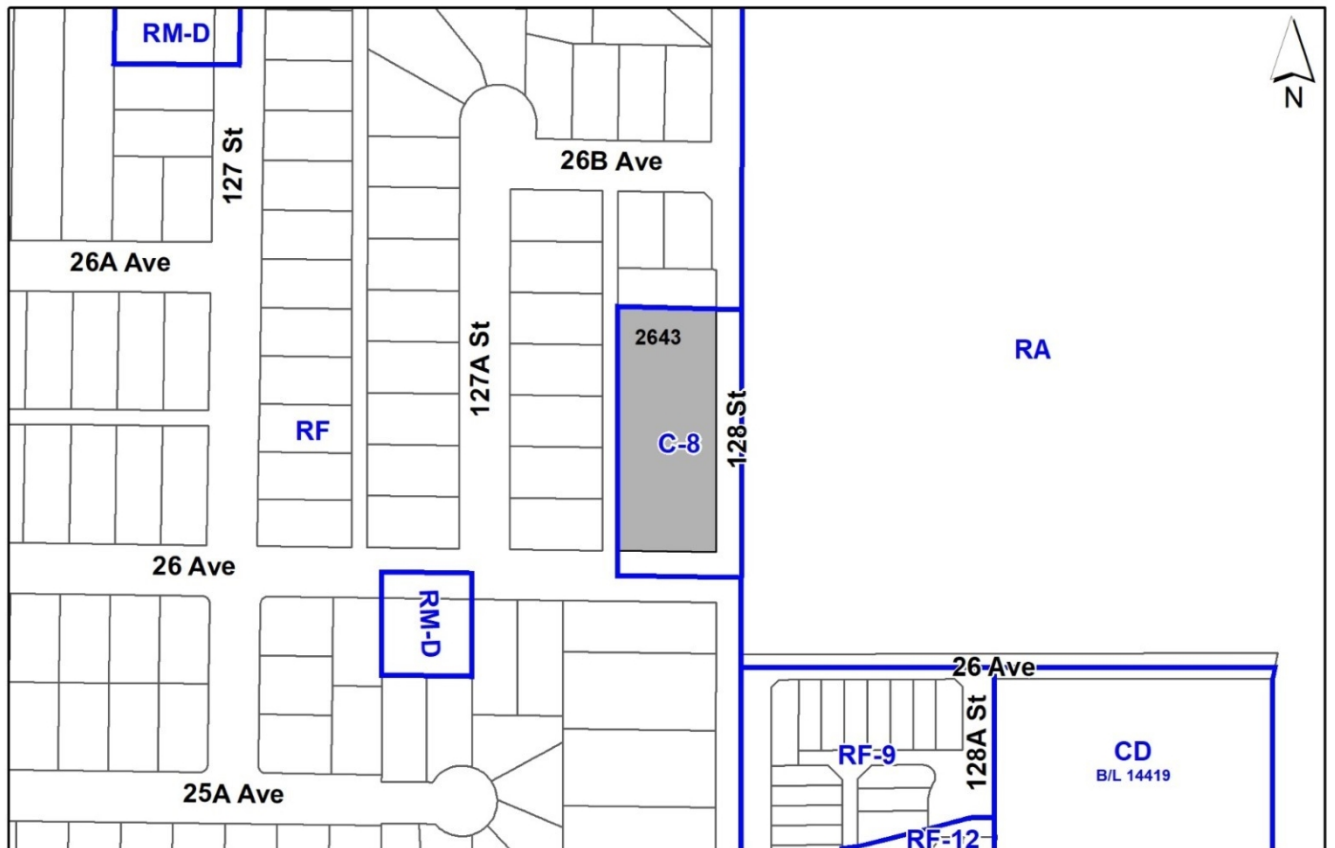 RM-D
N
127 St
26B Ave
26A Ave
2643
127A St
RA
128 St
RF
C-8
26 Ave
RM-D
26 Ave
128A St
RF-9
CD
B/L 14419
25A Ave
RF-12